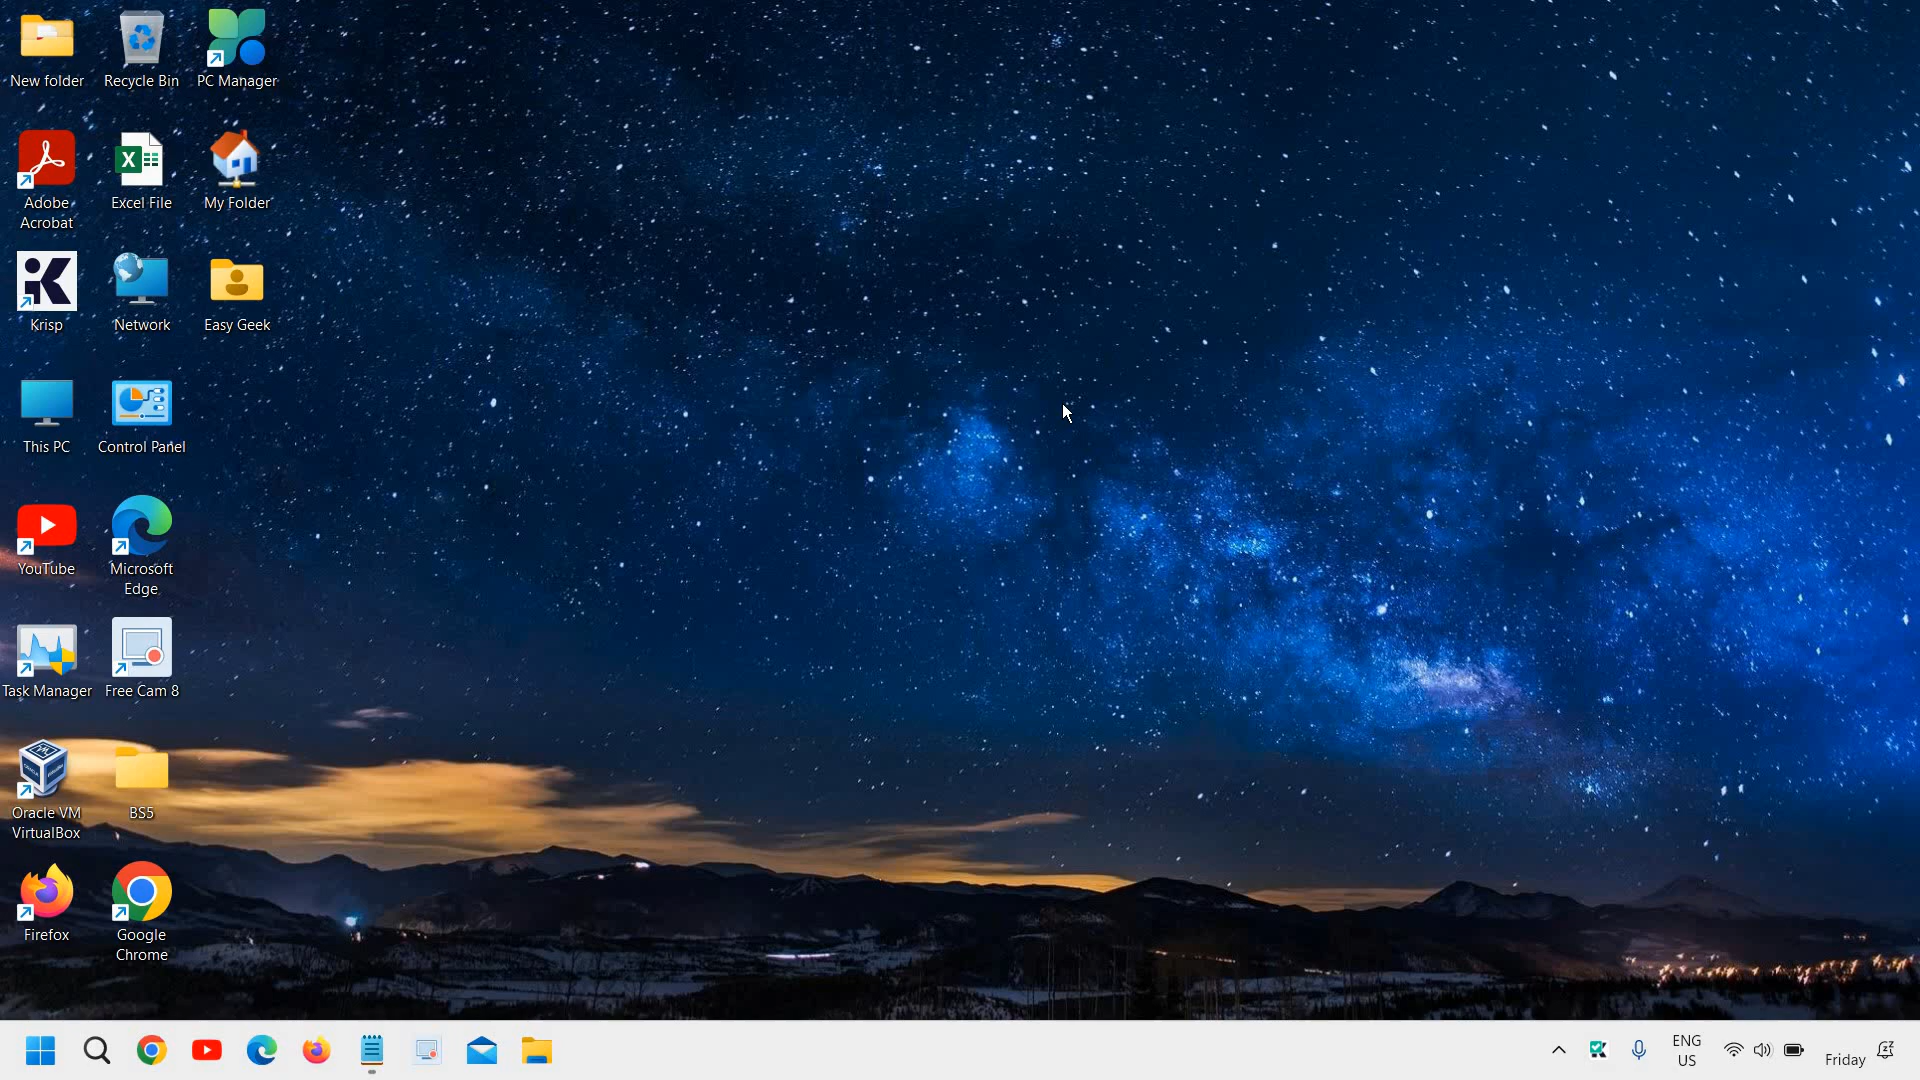 New folder
Recycle Bin
PC Manager
Adobe
Acrobat
Excel File
My Folder
Krisp
Network
Easy Geek
This PC
Control Panel
YouTube
Microsoft
Edge
Task Manager
Free Cam 8
Oracle VM
VirtualBox
BS5
Firefox
Google
Chrome
ENG
US
Friday